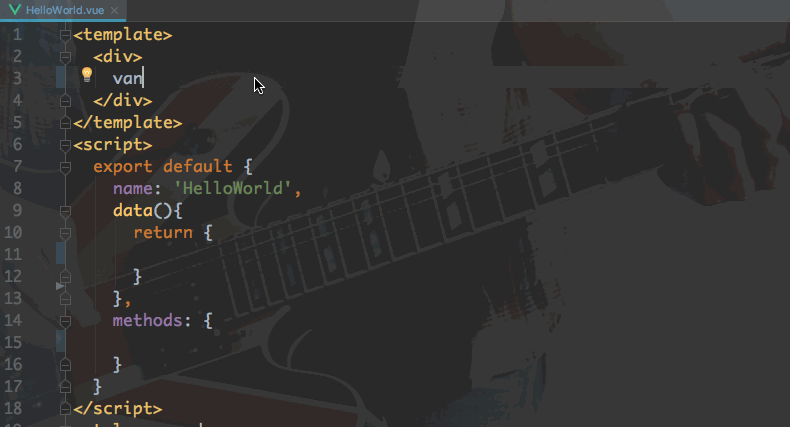 HelloWorld.vue
1 <template>
2 <div>
3 van
4 </div>
5 </template>
6 <script>
7 export default {
8 name: 'HelloWorld',
9 data(){
10 return {
11
12 }
13 },
14 methods: {
15
16 }
17 }
18 </script>